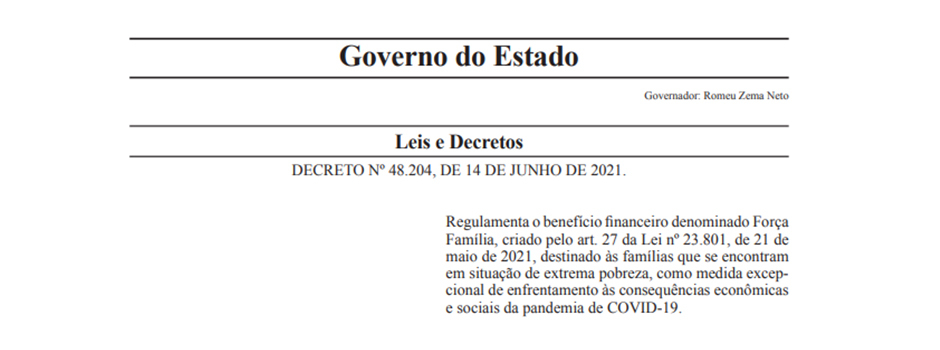 Governo do Estado
Governador: Romeu Zema Neto
Leis e Decretos
DECRETO Nº 48.204, DE 14 DE JUNHO DE 2021.
Regulamenta o benefício financeiro denominado Força
Família, criado pelo art. 27 da Lei nº 23.801, de 21 de
maio de 2021, destinado às famílias que se encontram
em situação de extrema pobreza, como medida excep-
cional de enfrentamento às consequências econômicas
e sociais da pandemia de COVID-19.